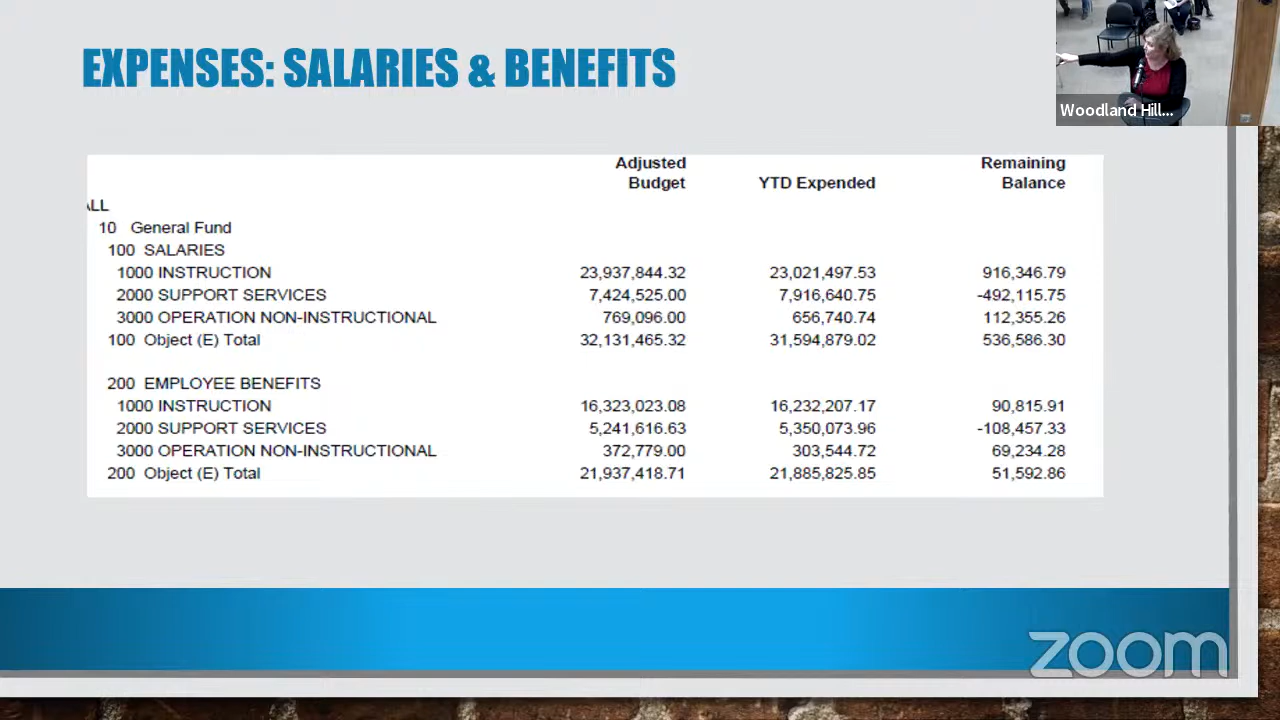 EXPENSES: SALARIES & BENEFITS
Woodland Hill...
Adjusted Budget YTD Expended Remaining Balance
ALL
10 General Fund
100 SALARIES
1000 INSTRUCTION 23,937,844.32 23,021,497.53 916,346.79
2000 SUPPORT SERVICES 7,424,525.00 7,916,640.75 -492,115.75
3000 OPERATION NON-INSTRUCTIONAL 769,096.00 656,740.74 112,355.26
100 Object (E) Total 32,131,465.32 31,594,879.02 536,586.30
200 EMPLOYEE BENEFITS
1000 INSTRUCTION 16,323,023.08 16,232,207.17 90,815.91
2000 SUPPORT SERVICES 5,241,616.63 5,350,073.96 -108,457.33
3000 OPERATION NON-INSTRUCTIONAL 372,779.00 303,544.72 69,234.28
200 Object (E) Total 21,937,418.71 21,885,825.85 51,592.86
zoom